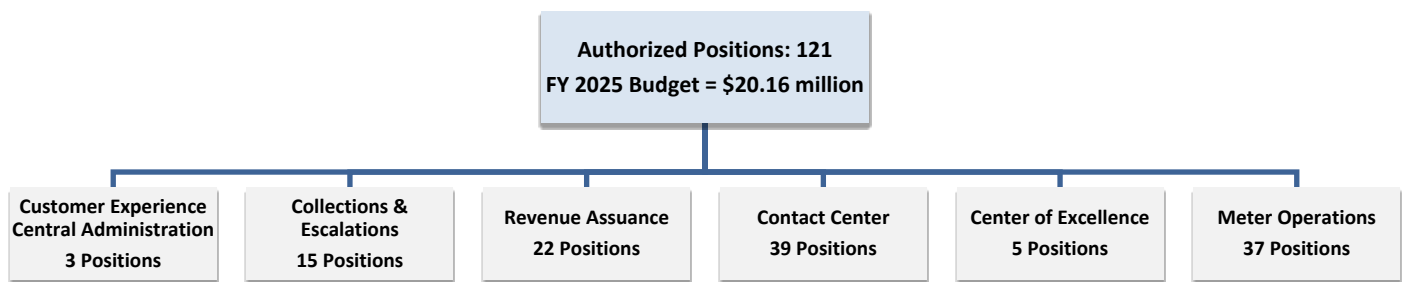 Authorized Positions: 121
FY 2025 Budget = $20.16 million
Customer Experience
Central Administration
3 Positions
Collections &
Escalations
15 Positions
Revenue Assuance
22 Positions
Contact Center
39 Positions
Center of Excellence
5 Positions
Meter Operations
37 Positions